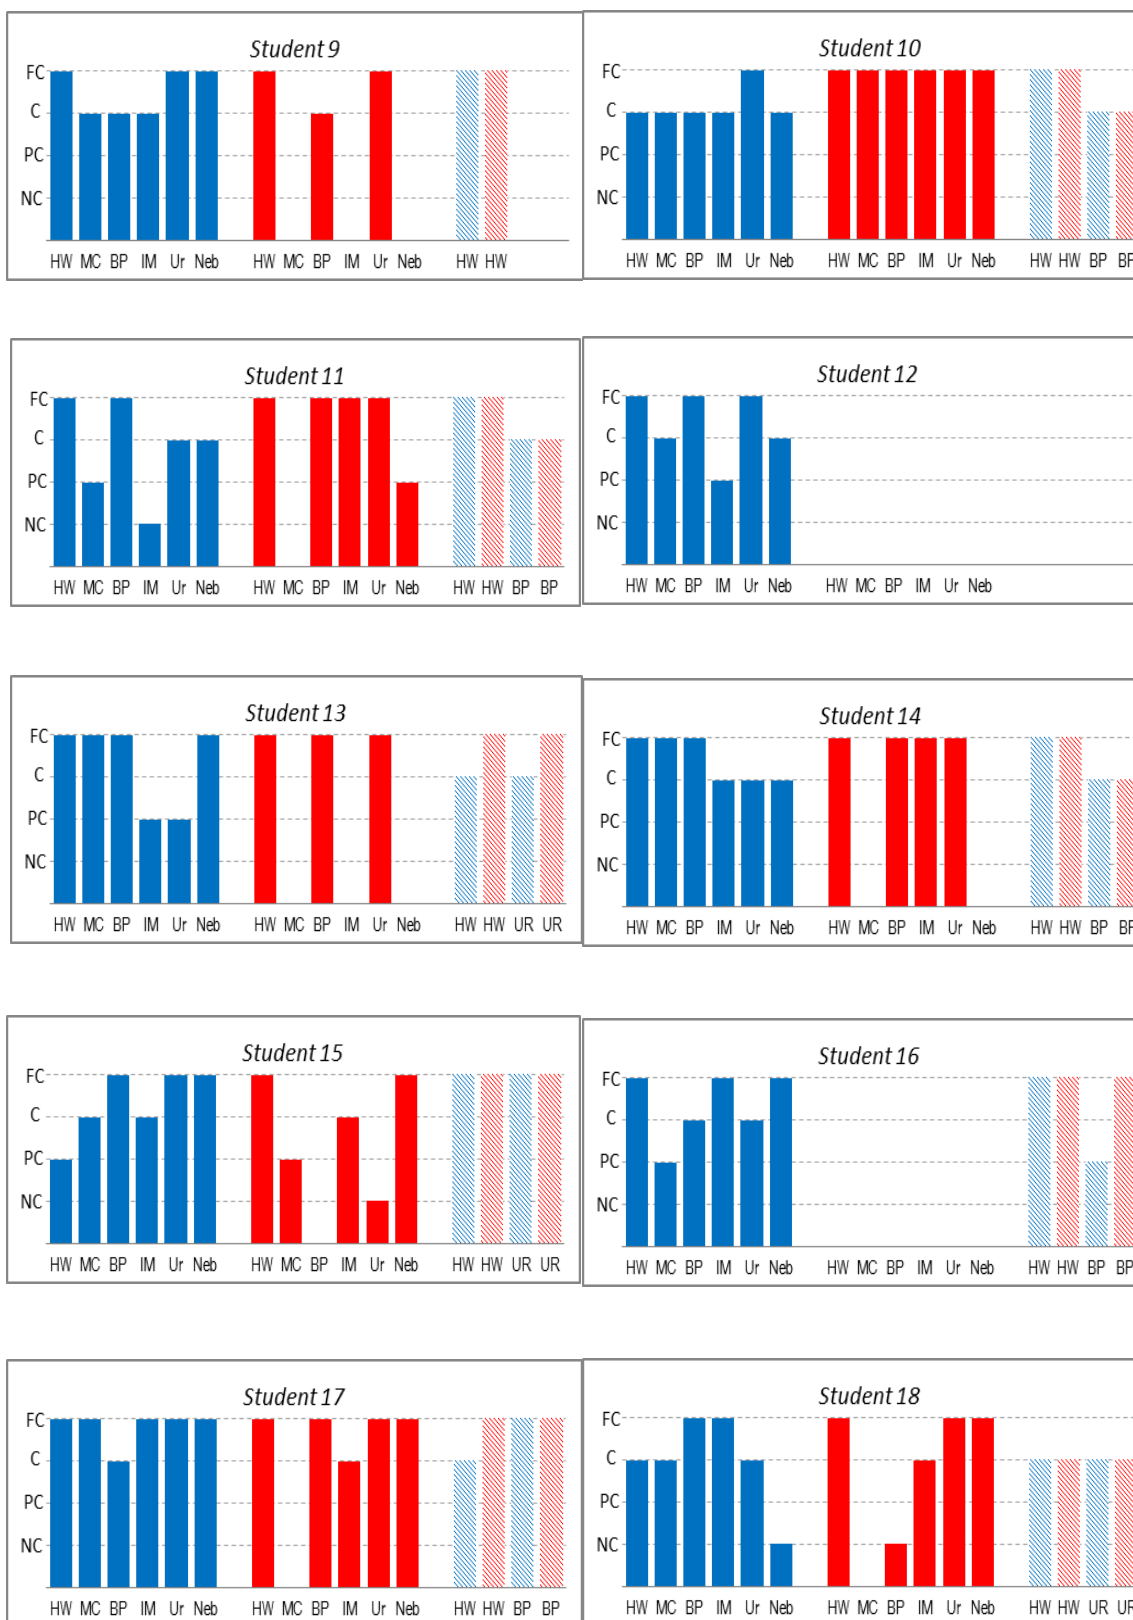 Student 9
FC
C
PC
NC
HW MC BP IM Ur Neb HW MC BP IM Ur Neb HW HW
Student 10
FC
C
PC
NC
HW MC BP IM Ur Neb HW MC BP IM Ur Neb HW HW BP BP
Student 11
FC
C
PC
NC
HW MC BP IM Ur Neb HW MC BP IM Ur Neb HW HW BP BP
Student 12
FC
C
PC
NC
HW MC BP IM Ur Neb HW MC BP IM Ur Neb
Student 13
FC
C
PC
NC
HW MC BP IM Ur Neb HW MC BP IM Ur Neb HW HW UR UR
Student 14
FC
C
PC
NC
HW MC BP IM Ur Neb HW MC BP IM Ur Neb HW HW BP BP
Student 15
FC
C
PC
NC
HW MC BP IM Ur Neb HW MC BP IM Ur Neb HW HW UR UR
Student 16
FC
C
PC
NC
HW MC BP IM Ur Neb HW MC BP IM Ur Neb HW HW BP BP
Student 17
FC
C
PC
NC
HW MC BP IM Ur Neb HW MC BP IM Ur Neb HW HW BP BP
Student 18
FC
C
PC
NC
HW MC BP IM Ur Neb HW MC BP IM Ur Neb HW HW UR UR